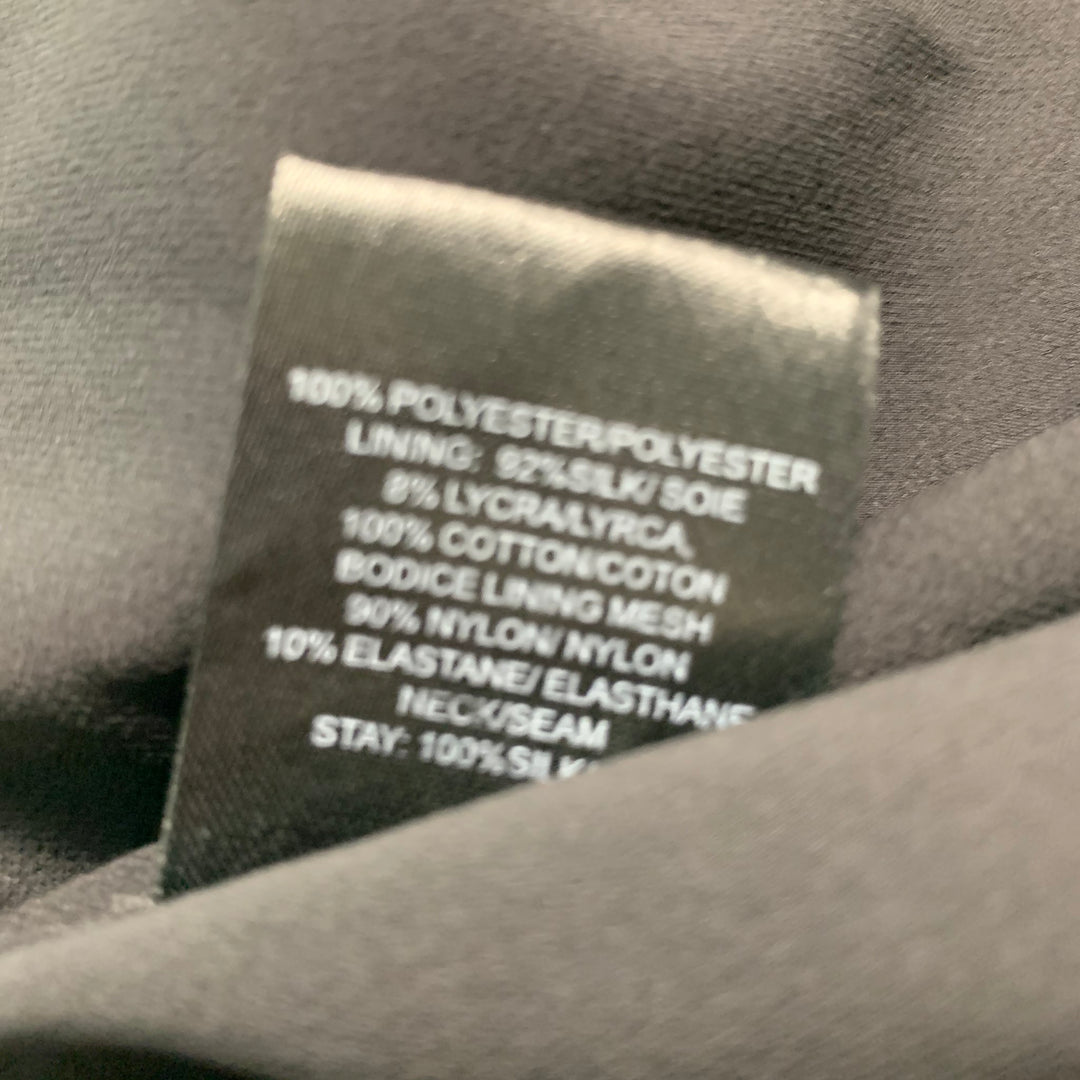 100% POLYESTER/POLYESTER
LINING: 92%SILK/ SOIE
8% LYCRA/LYRCA,
100% COTTON/COTON
BODICE LINING MESH
90% NYLON/ NYLON
10% ELASTANE/ ELASTHANE
NECK/SEAM
STAY: 100%SILK/